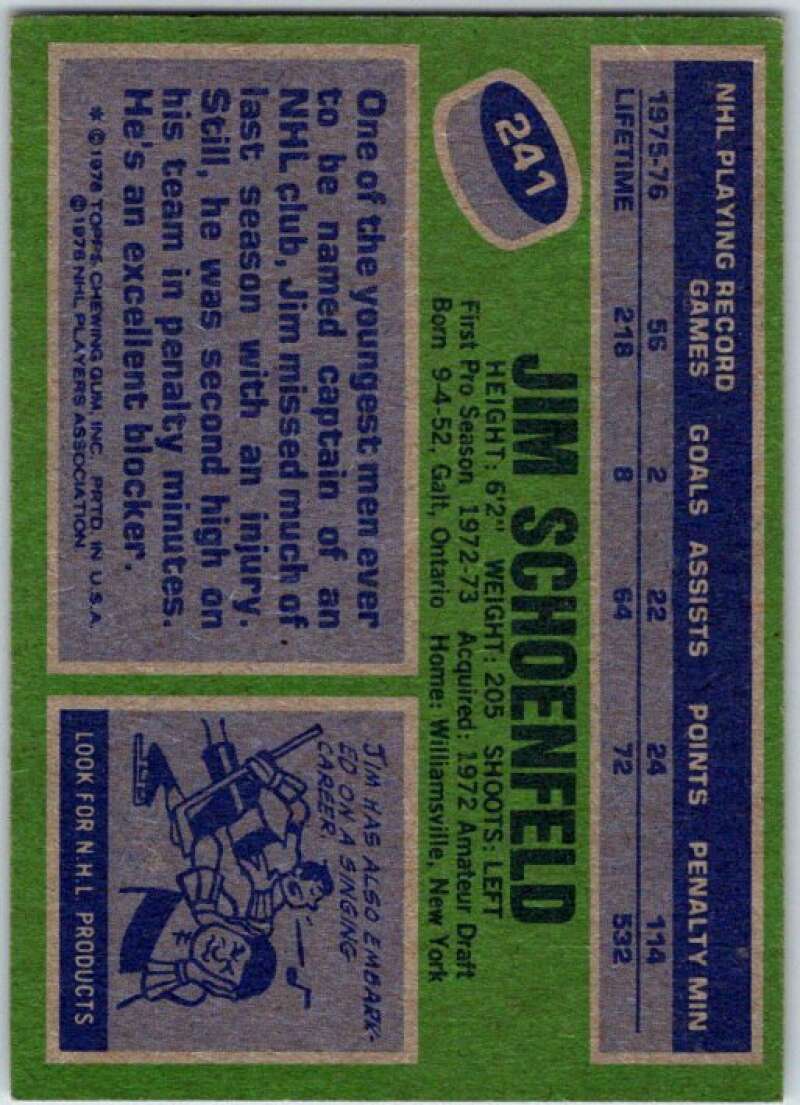 NHL PLAYING RECORD
GAMES GOALS ASSISTS POINTS PENALTY MIN
1975-76 56 2 22 24 114
LIFETIME 218 8 64 72 532
241
JIM SCHOENFELD
HEIGHT: 6'2" WEIGHT: 205 SHOOTS: LEFT
First Pro Season 1972-73 Acquired: 1972 Amateur Draft
Born 9-4-52, Galt, Ontario Home: Williamsville, New York
One of the youngest men ever
to be named captain of an
NHL club, Jim missed much of
last season with an injury.
Still, he was second high on
his team in penalty minutes.
He's an excellent blocker.
* © 1976 TOPPS CHEWING GUM, INC. PRTD. IN U.S.A.
© 1976 NHL PLAYERS ASSOCIATION
JIM HAS ALSO EMBARK-
ED ON A SINGING
CAREER.
LOOK FOR N.H.L. PRODUCTS